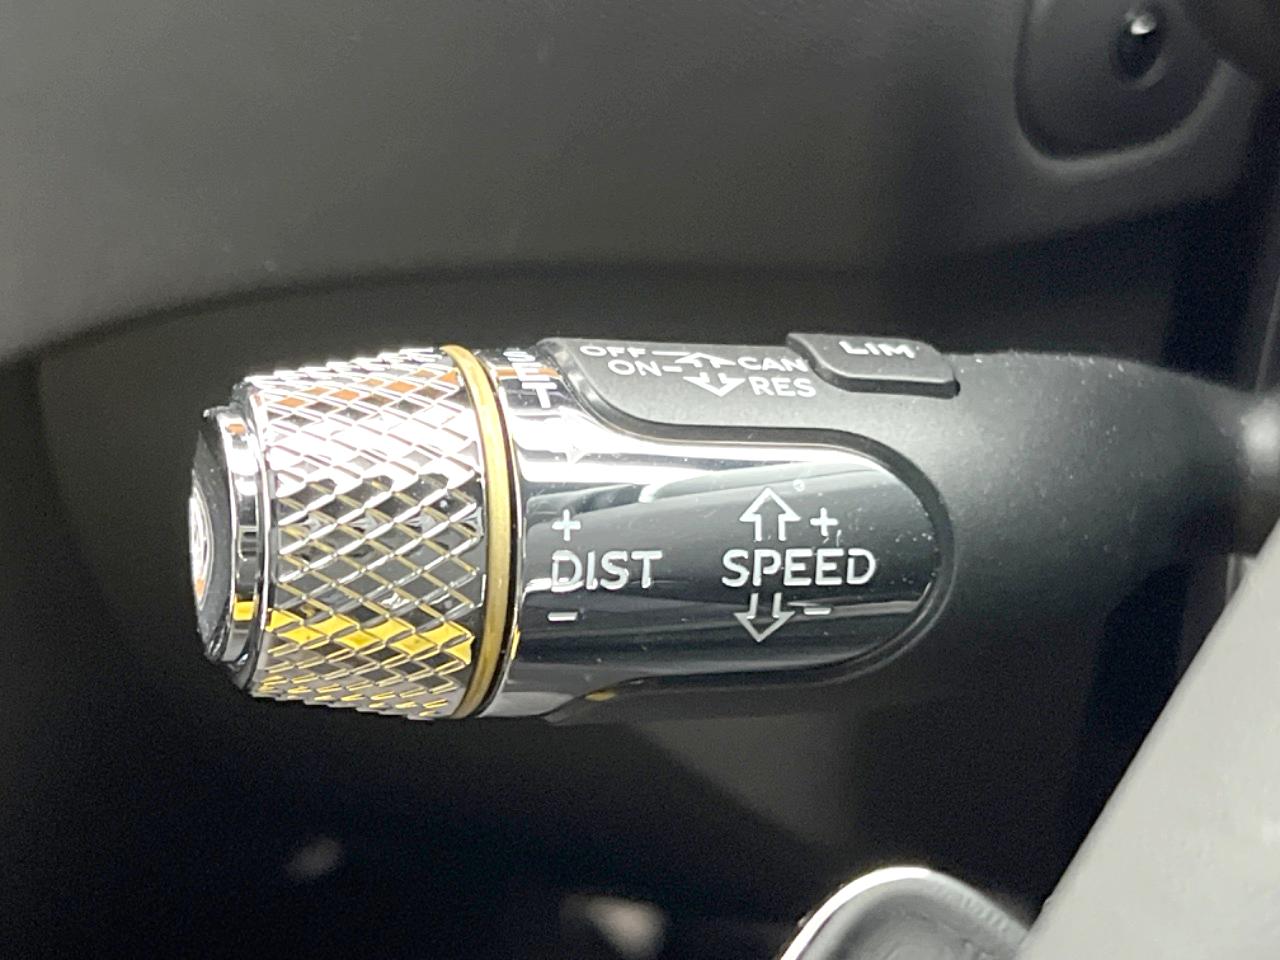 SET
OFF
ON
CAN
RES
LIM
+
DIST
-
+
SPEED
-